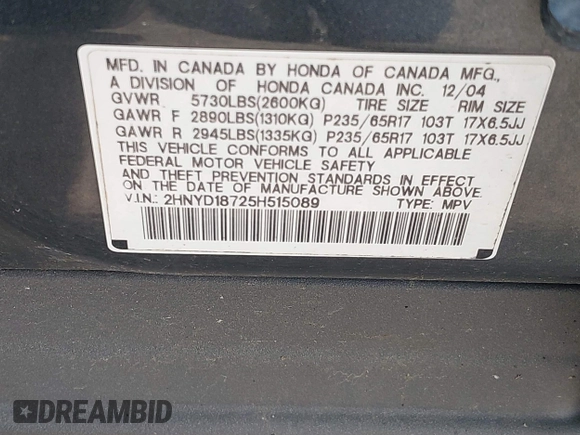 MFD. IN CANADA BY HONDA OF CANADA MFG.,
A DIVISION OF HONDA CANADA INC. 12/04
GVWR 5730LBS(2600KG) TIRE SIZE RIM SIZE
GAWR F 2890LBS(1310KG) P235/65R17 103T 17X6.5JJ
GAWR R 2945LBS(1335KG) P235/65R17 103T 17X6.5JJ
THIS VEHICLE CONFORMS TO ALL APPLICABLE
FEDERAL MOTOR VEHICLE SAFETY
AND THEFT PREVENTION STANDARDS IN EFFECT
ON THE DATE OF MANUFACTURE SHOWN ABOVE.
V.I.N.: 2HNYD18725H515089 TYPE: MPV
DREAMBID